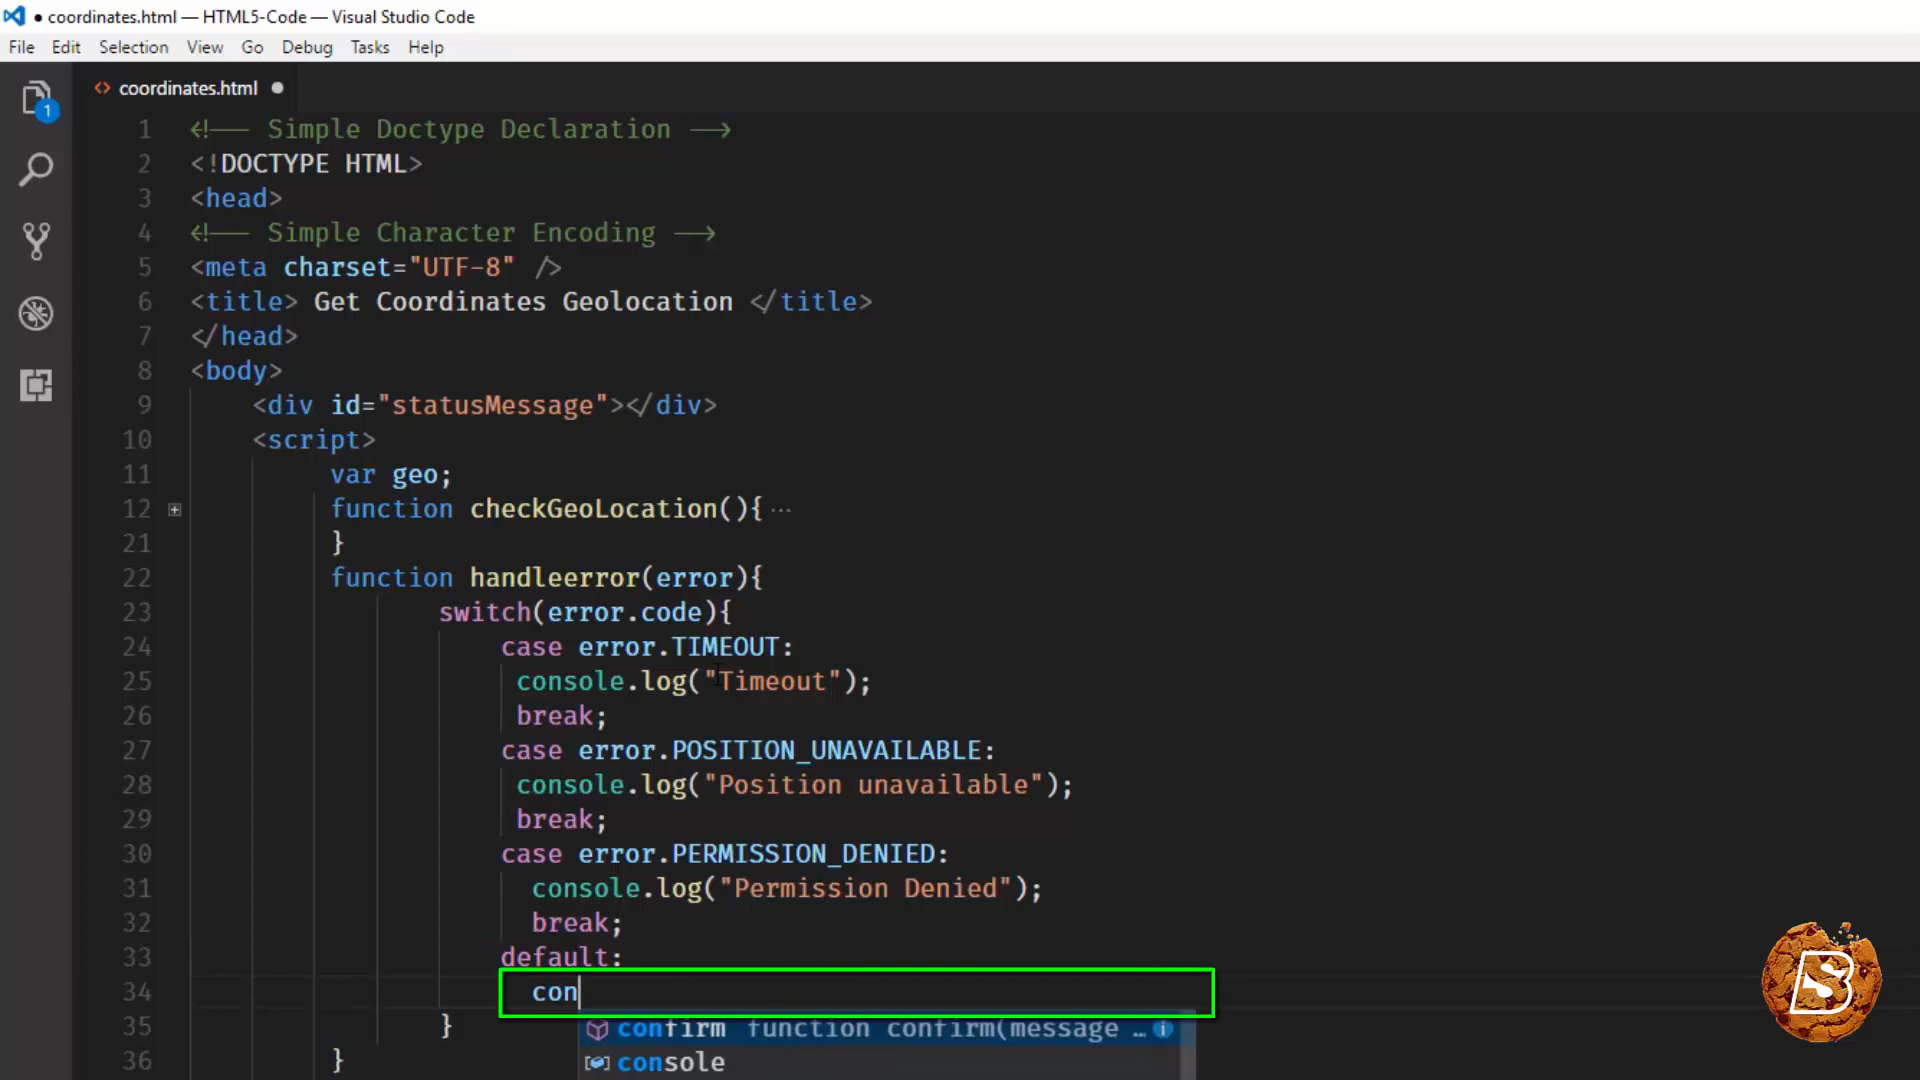 ● coordinates.html — HTML5-Code — Visual Studio Code
File Edit Selection View Go Debug Tasks Help
1
<> coordinates.html ●
1 <!-- Simple Doctype Declaration -->
2 <!DOCTYPE HTML>
3 <head>
4 <!-- Simple Character Encoding -->
5 <meta charset="UTF-8" />
6 <title> Get Coordinates Geolocation </title>
7 </head>
8 <body>
9 <div id="statusMessage"></div>
10 <script>
11 var geo;
12 function checkGeoLocation(){ ...
21 }
22 function handleerror(error){
23 switch(error.code){
24 case error.TIMEOUT:
25 console.log("Timeout");
26 break;
27 case error.POSITION_UNAVAILABLE:
28 console.log("Position unavailable");
29 break;
30 case error.PERMISSION_DENIED:
31 console.log("Permission Denied");
32 break;
33 default:
34 con
35 }
confirm function confirm(message …
36 }
console
B